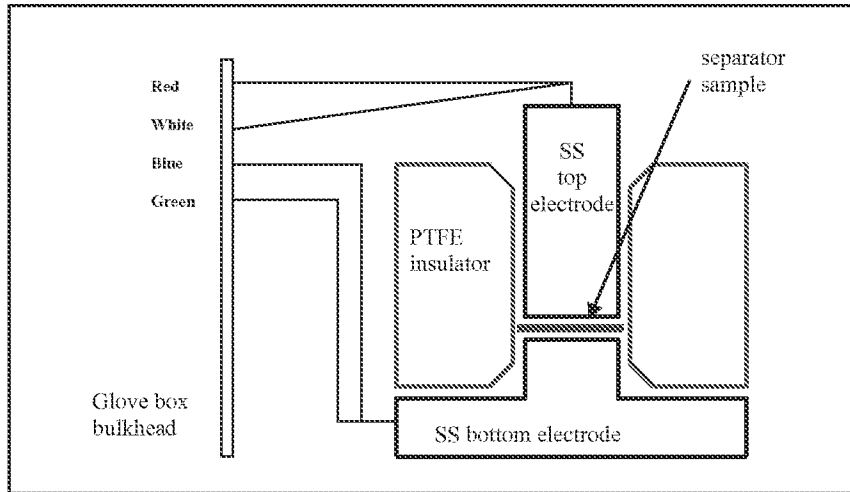 Red
White
Blue
Green
separator
sample
SS
top
electrode
PTFE
insulator
Glove box
bulkhead
SS bottom electrode